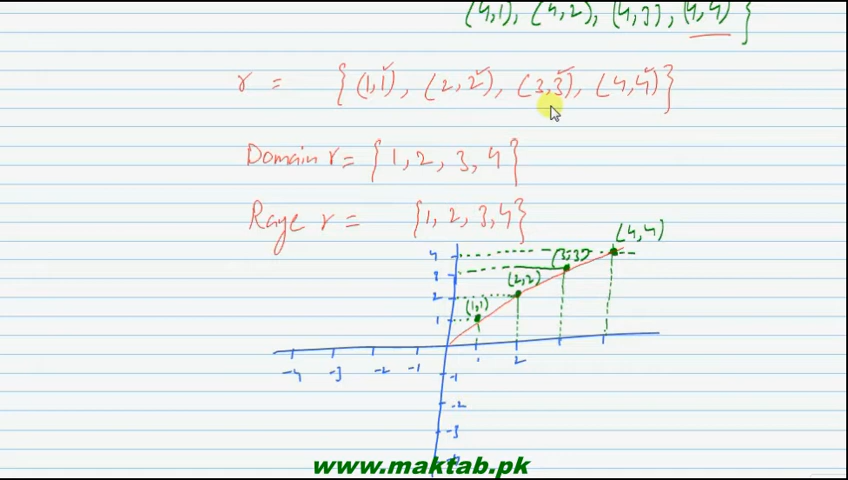 (4,1), (4,2), (4,3), (4,4) }
r = { (1,1), (2,2), (3,3), (4,4) }
Domain r = { 1, 2, 3, 4 }
Rage r = { 1, 2, 3, 4 }
(4,4)
4
(3,3)
3
(2,2)
2
(1,1)
1
-4 -3 -2 -1 1 2
-1
-2
-3
www.maktab.pk